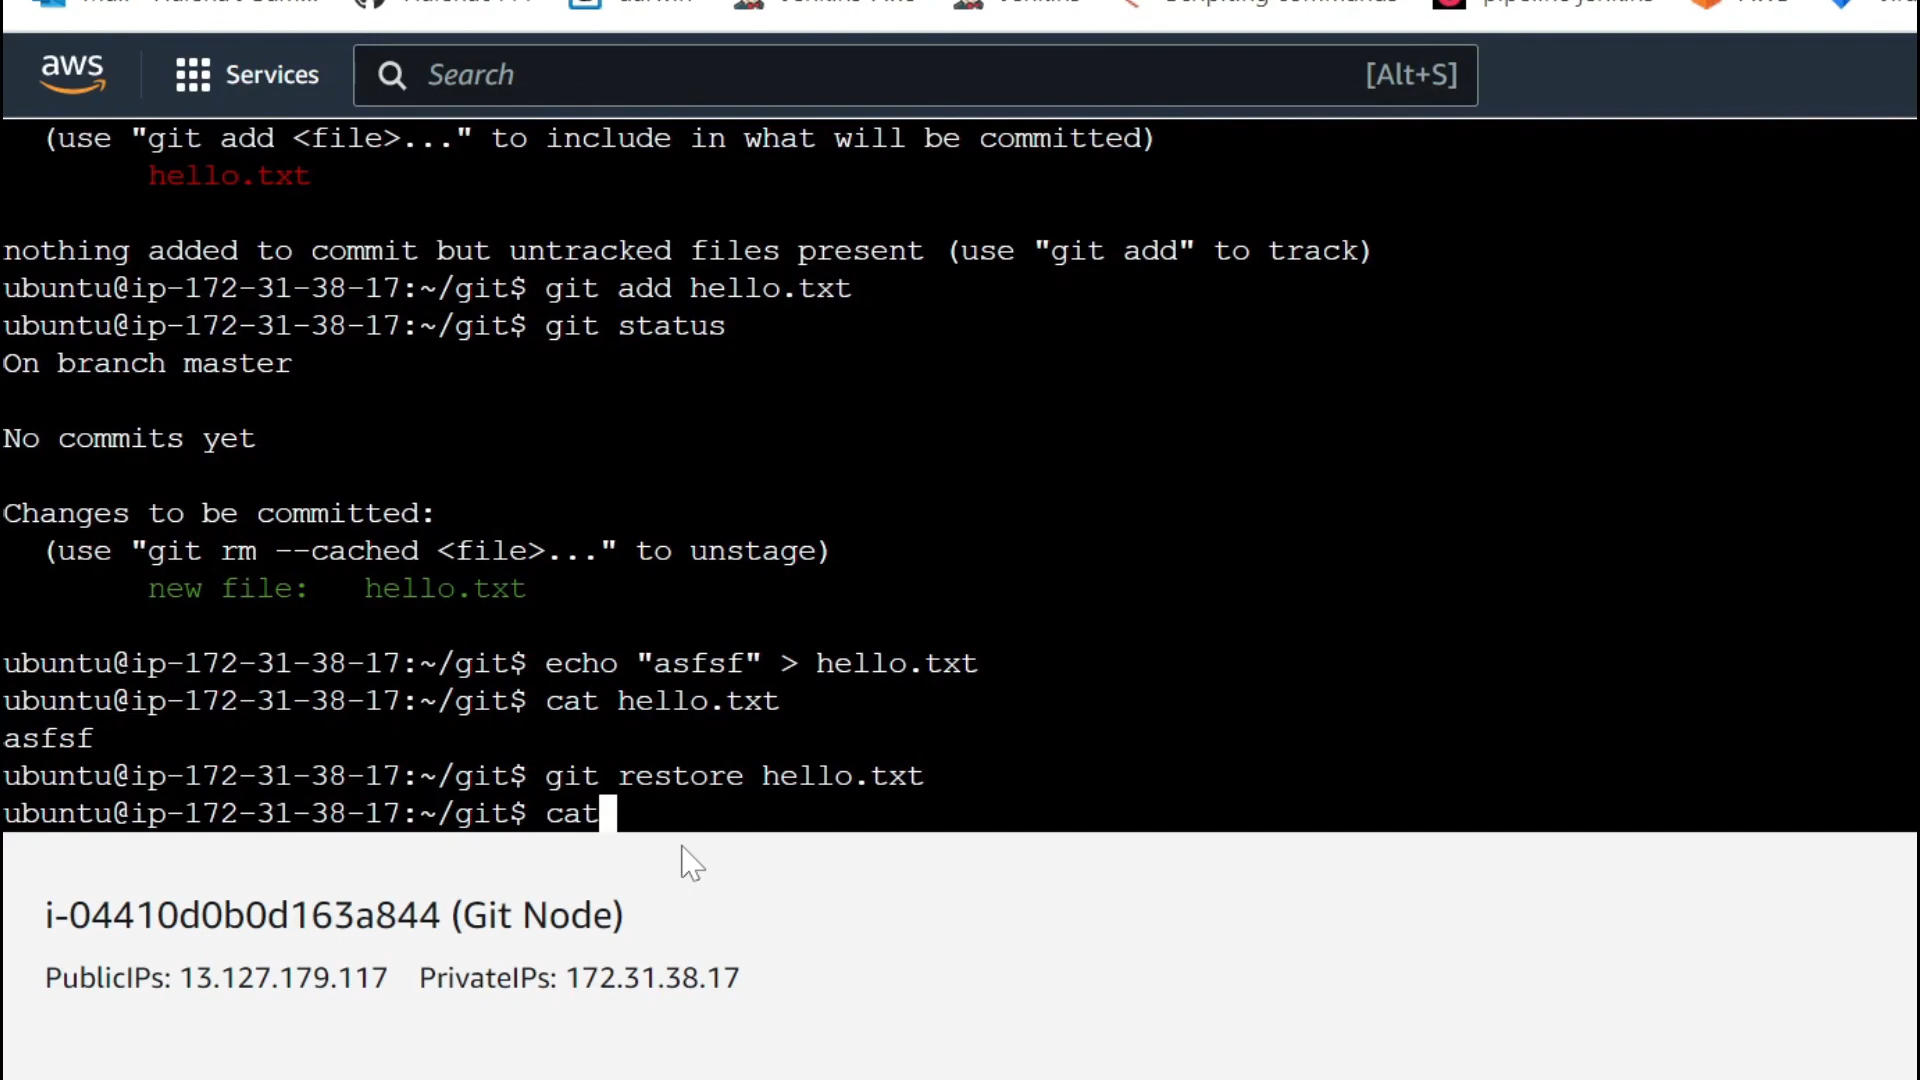 aws Services Search [Alt+S]
(use "git add <file>..." to include in what will be committed)
hello.txt
nothing added to commit but untracked files present (use "git add" to track)
ubuntu@ip-172-31-38-17:~/git$ git add hello.txt
ubuntu@ip-172-31-38-17:~/git$ git status
On branch master
No commits yet
Changes to be committed:
(use "git rm --cached <file>..." to unstage)
new file:   hello.txt
ubuntu@ip-172-31-38-17:~/git$ echo "asfsf" > hello.txt
ubuntu@ip-172-31-38-17:~/git$ cat hello.txt
asfsf
ubuntu@ip-172-31-38-17:~/git$ git restore hello.txt
ubuntu@ip-172-31-38-17:~/git$ cat
i-04410d0b0d163a844 (Git Node)
PublicIPs: 13.127.179.117 PrivateIPs: 172.31.38.17